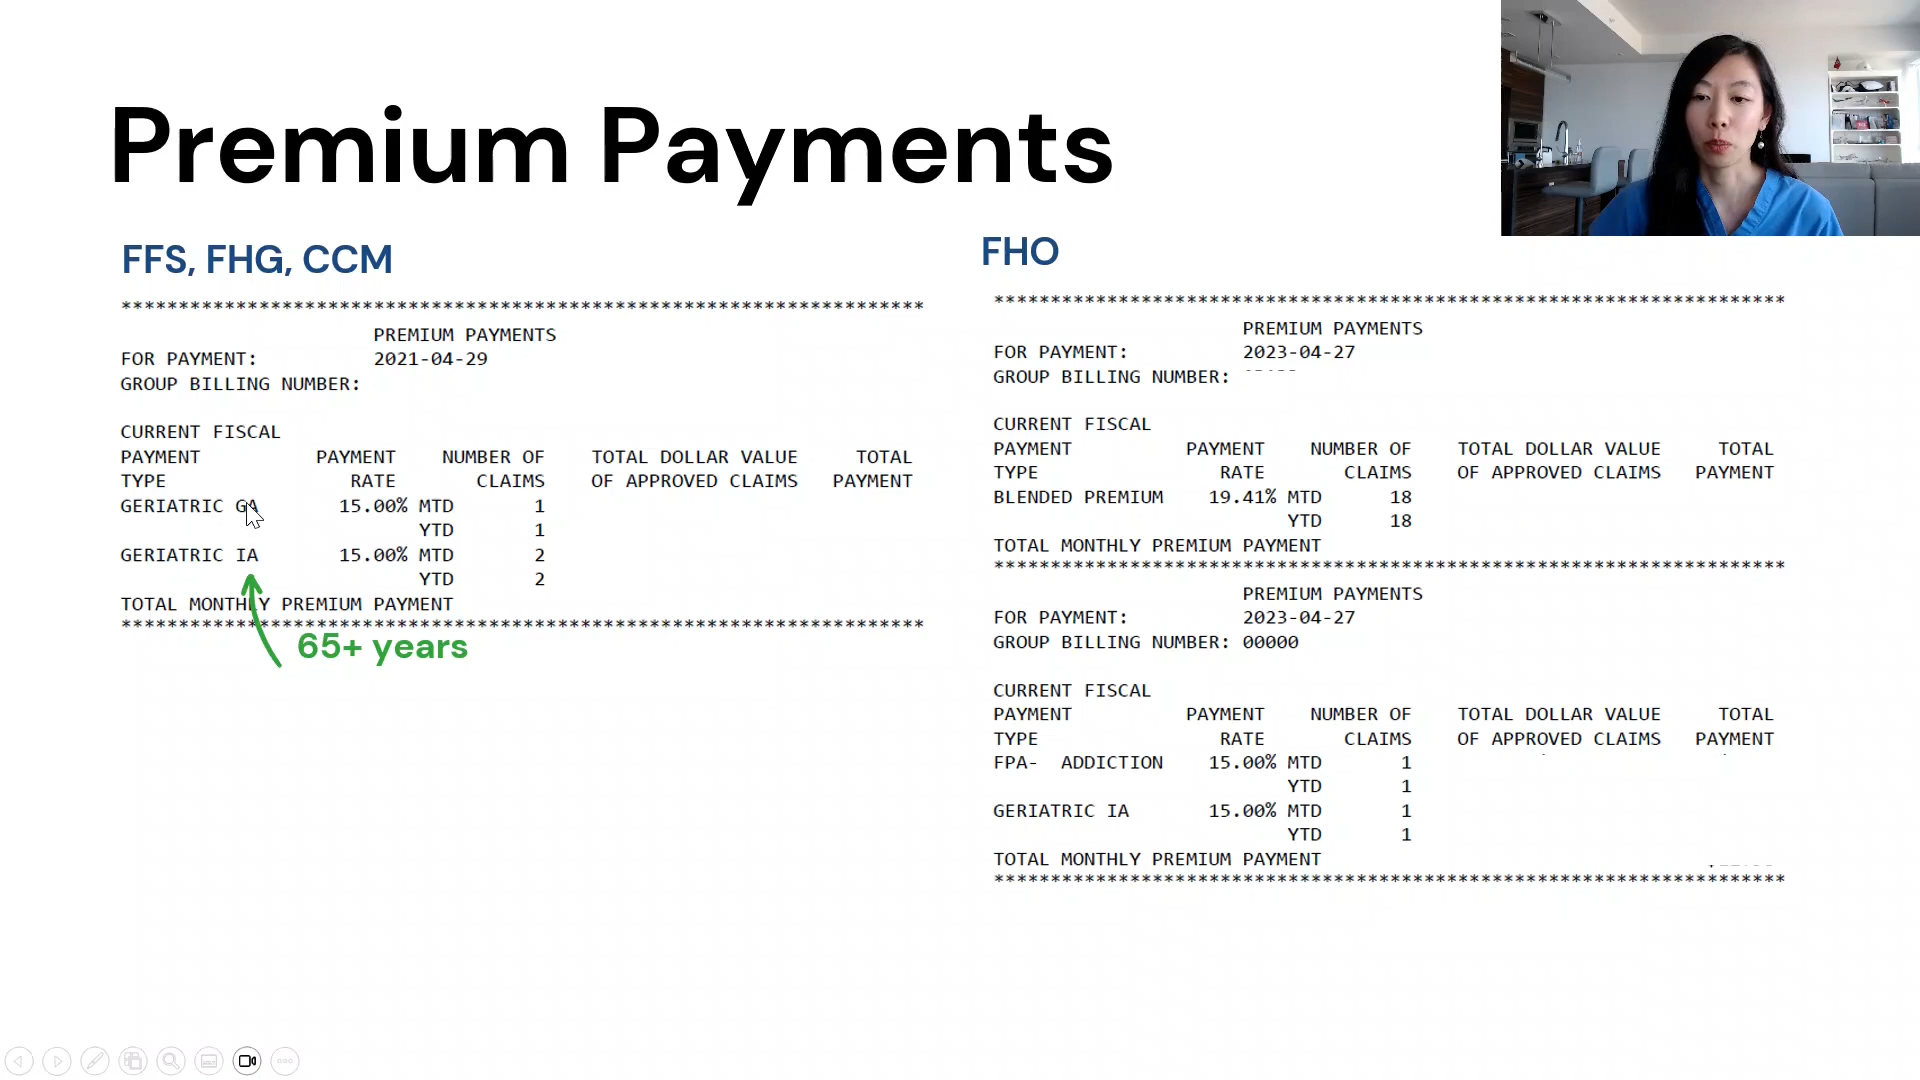 Premium Payments
FFS, FHG, CCM
********************************************************************** 
PREMIUM PAYMENTS
FOR PAYMENT: 2021-04-29
GROUP BILLING NUMBER:
CURRENT FISCAL
PAYMENT PAYMENT NUMBER OF TOTAL DOLLAR VALUE TOTAL
TYPE RATE CLAIMS OF APPROVED CLAIMS PAYMENT
GERIATRIC GA 15.00% MTD 1
YTD 1
GERIATRIC IA 15.00% MTD 2
YTD 2
TOTAL MONTHLY PREMIUM PAYMENT
**********************************************************************
65+ years
FHO
**********************************************************************
PREMIUM PAYMENTS
FOR PAYMENT: 2023-04-27
GROUP BILLING NUMBER:
CURRENT FISCAL
PAYMENT PAYMENT NUMBER OF TOTAL DOLLAR VALUE TOTAL
TYPE RATE CLAIMS OF APPROVED CLAIMS PAYMENT
BLENDED PREMIUM 19.41% MTD 18
YTD 18
TOTAL MONTHLY PREMIUM PAYMENT
**********************************************************************
PREMIUM PAYMENTS
FOR PAYMENT: 2023-04-27
GROUP BILLING NUMBER: 00000
CURRENT FISCAL
PAYMENT PAYMENT NUMBER OF TOTAL DOLLAR VALUE TOTAL
TYPE RATE CLAIMS OF APPROVED CLAIMS PAYMENT
FPA- ADDICTION 15.00% MTD 1
YTD 1
GERIATRIC IA 15.00% MTD 1
YTD 1
TOTAL MONTHLY PREMIUM PAYMENT
**********************************************************************